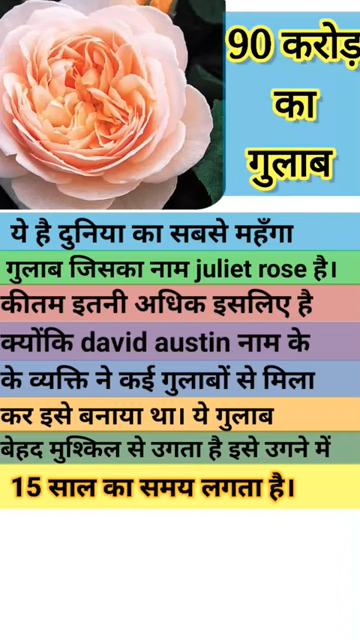 90 करोड़
का
गुलाब
ये है दुनिया का सबसे महँगा
गुलाब जिसका नाम juliet rose है।
कीतम इतनी अधिक इसलिए है
क्योंकि david austin नाम के
के व्यक्ति ने कई गुलाबों से मिला
कर इसे बनाया था। ये गुलाब
बेहद मुश्किल से उगता है इसे उगने में
15 साल का समय लगता है।